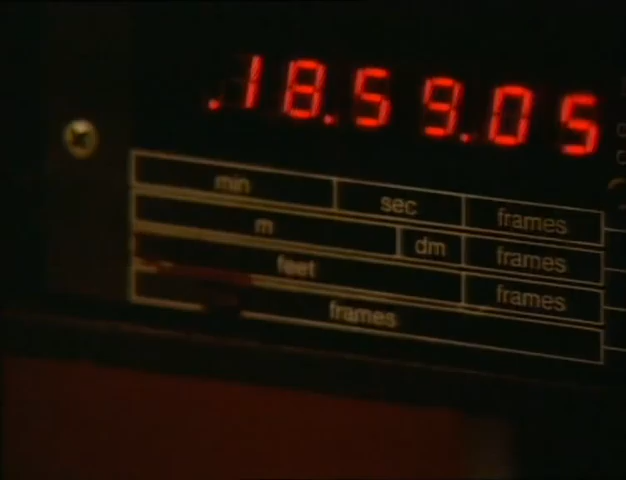 .18.59.05
min sec frames
m dm frames
feet frames
frames